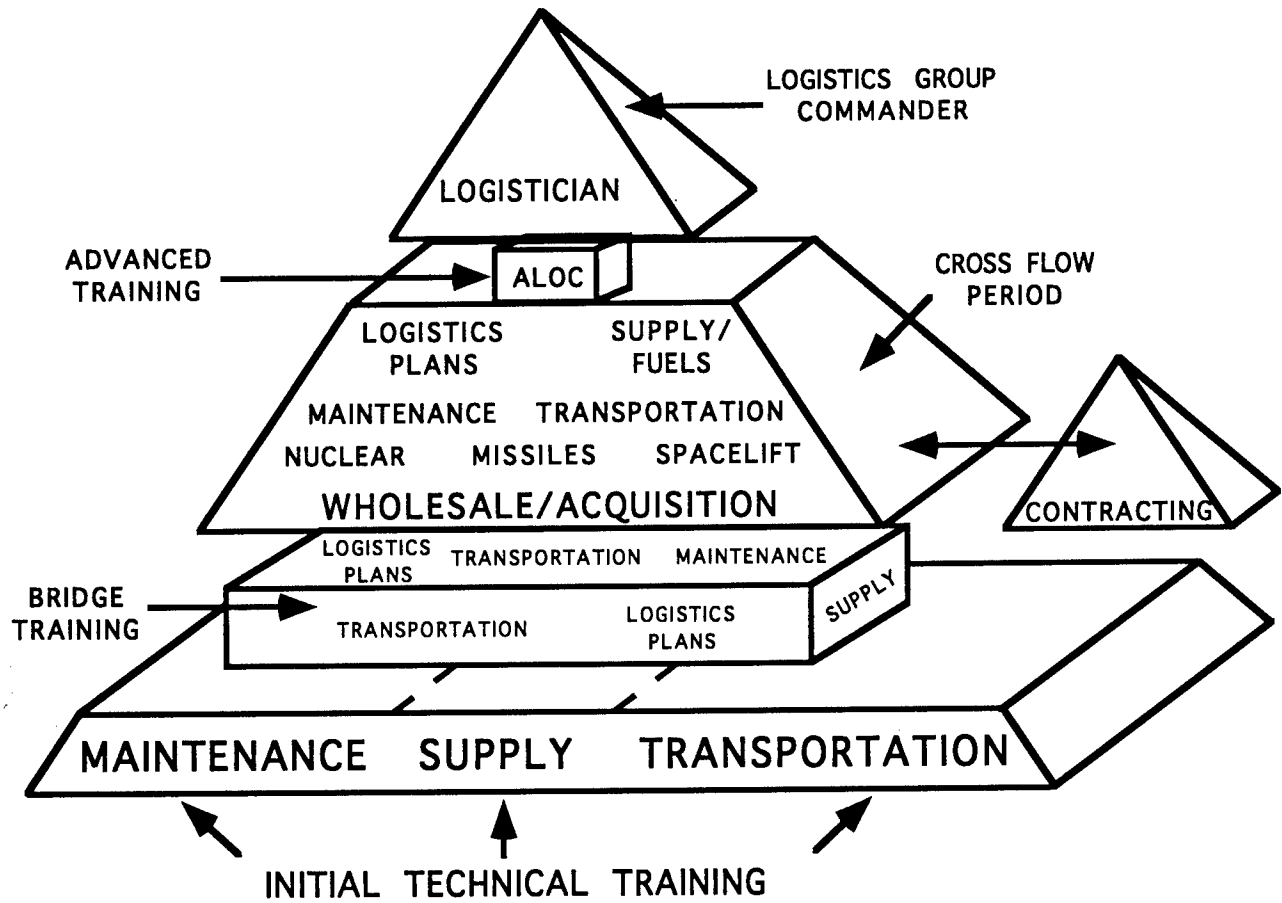 LOGISTICS GROUP
COMMANDER
LOGISTICIAN
ADVANCED
TRAINING
ALOC
CROSS FLOW
PERIOD
LOGISTICS
PLANS
SUPPLY/
FUELS
MAINTENANCE TRANSPORTATION
NUCLEAR MISSILES SPACELIFT
WHOLESALE/ACQUISITION
CONTRACTING
LOGISTICS
PLANS
TRANSPORTATION
MAINTENANCE
BRIDGE
TRAINING
TRANSPORTATION
LOGISTICS
PLANS
SUPPLY
MAINTENANCE SUPPLY TRANSPORTATION
INITIAL TECHNICAL TRAINING